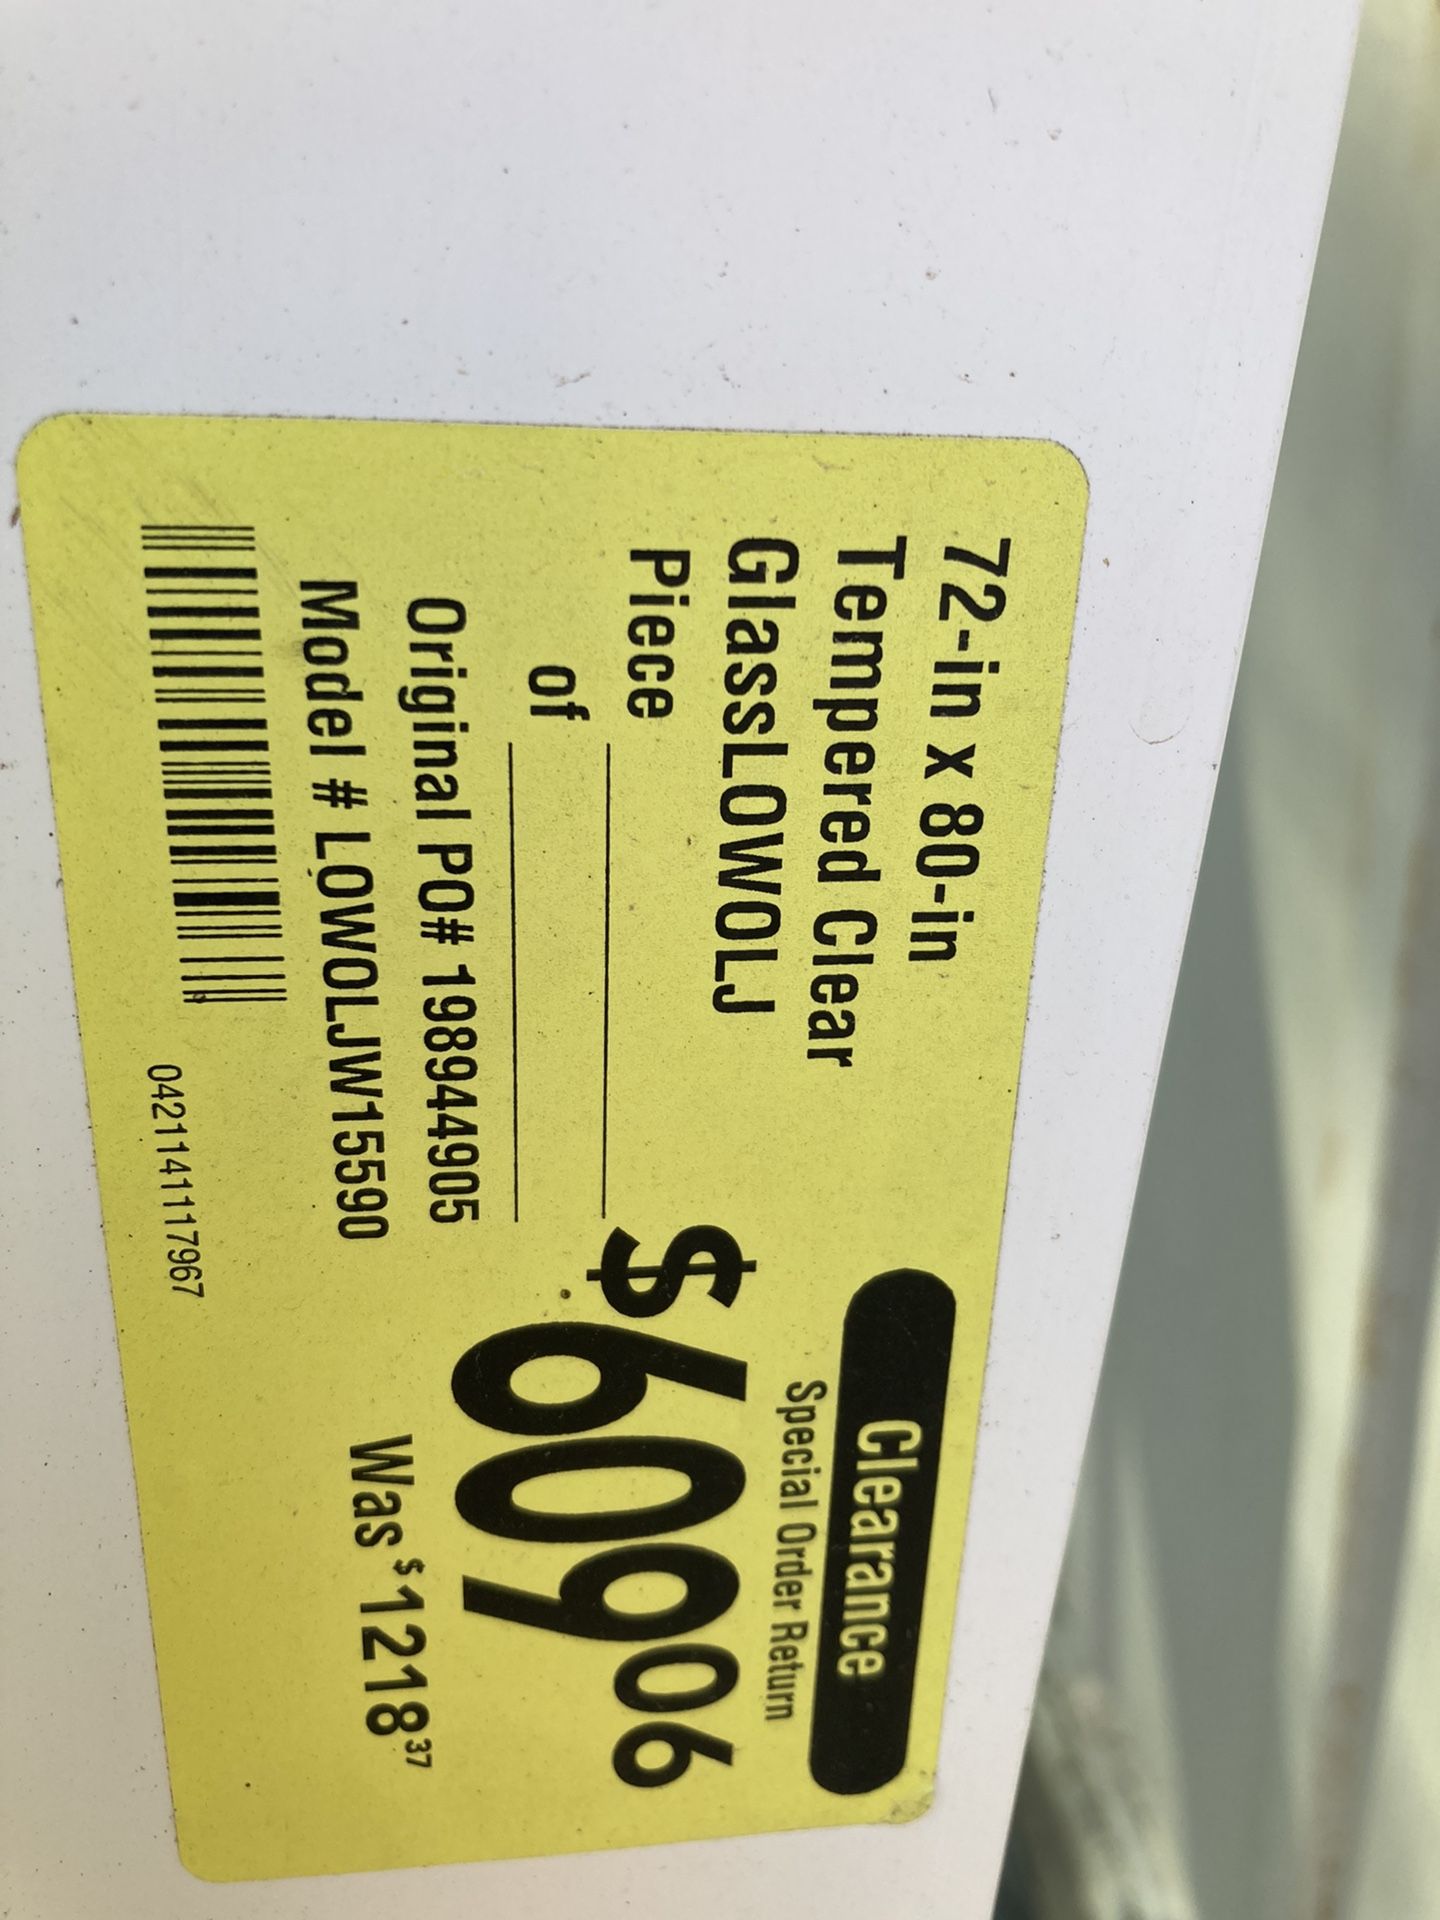 72-in x 80-in
Tempered Clear
GlassLOWOLJ
Piece
of
Original PO# 198944905
Model # LOWOLJW15590
042114117967
Clearance
Special Order Return
$609.06
Was $1218.37